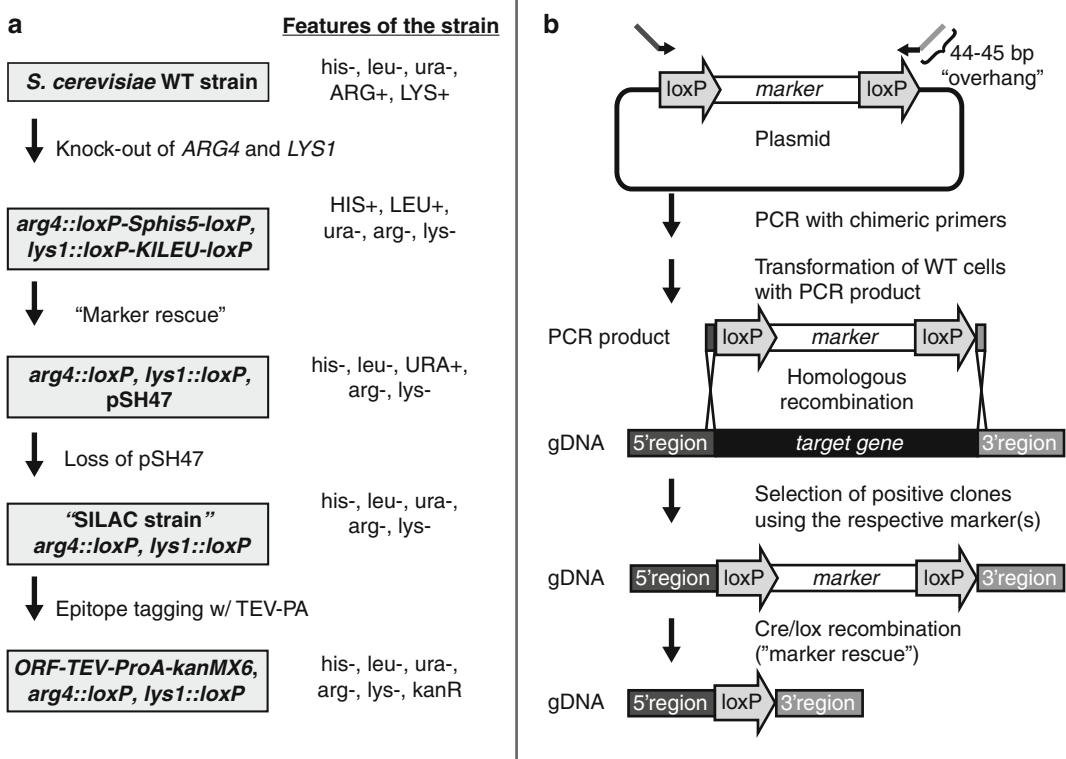 a
Features of the strain
S. cerevisiae WT strain
his-, leu-, ura-,
ARG+, LYS+
Knock-out of ARG4 and LYS1
arg4::loxP-Sphis5-loxP,
lys1::loxP-KlLEU-loxP
HIS+, LEU+,
ura-, arg-, lys-
“Marker rescue”
arg4::loxP, lys1::loxP,
pSH47
his-, leu-, URA+,
arg-, lys-
Loss of pSH47
“SILAC strain”
arg4::loxP, lys1::loxP
his-, leu-, ura-,
arg-, lys-
Epitope tagging w/ TEV-PA
ORF-TEV-ProA-kanMX6,
arg4::loxP, lys1::loxP
his-, leu-, ura-,
arg-, lys-, kanR
b
44-45 bp
“overhang”
loxP marker loxP
Plasmid
PCR with chimeric primers
Transformation of WT cells
with PCR product
PCR product loxP marker loxP
Homologous
recombination
gDNA 5’region target gene 3’region
Selection of positive clones
using the respective marker(s)
gDNA 5’region loxP marker loxP 3’region
Cre/lox recombination
(”marker rescue”)
gDNA 5’region loxP 3’region